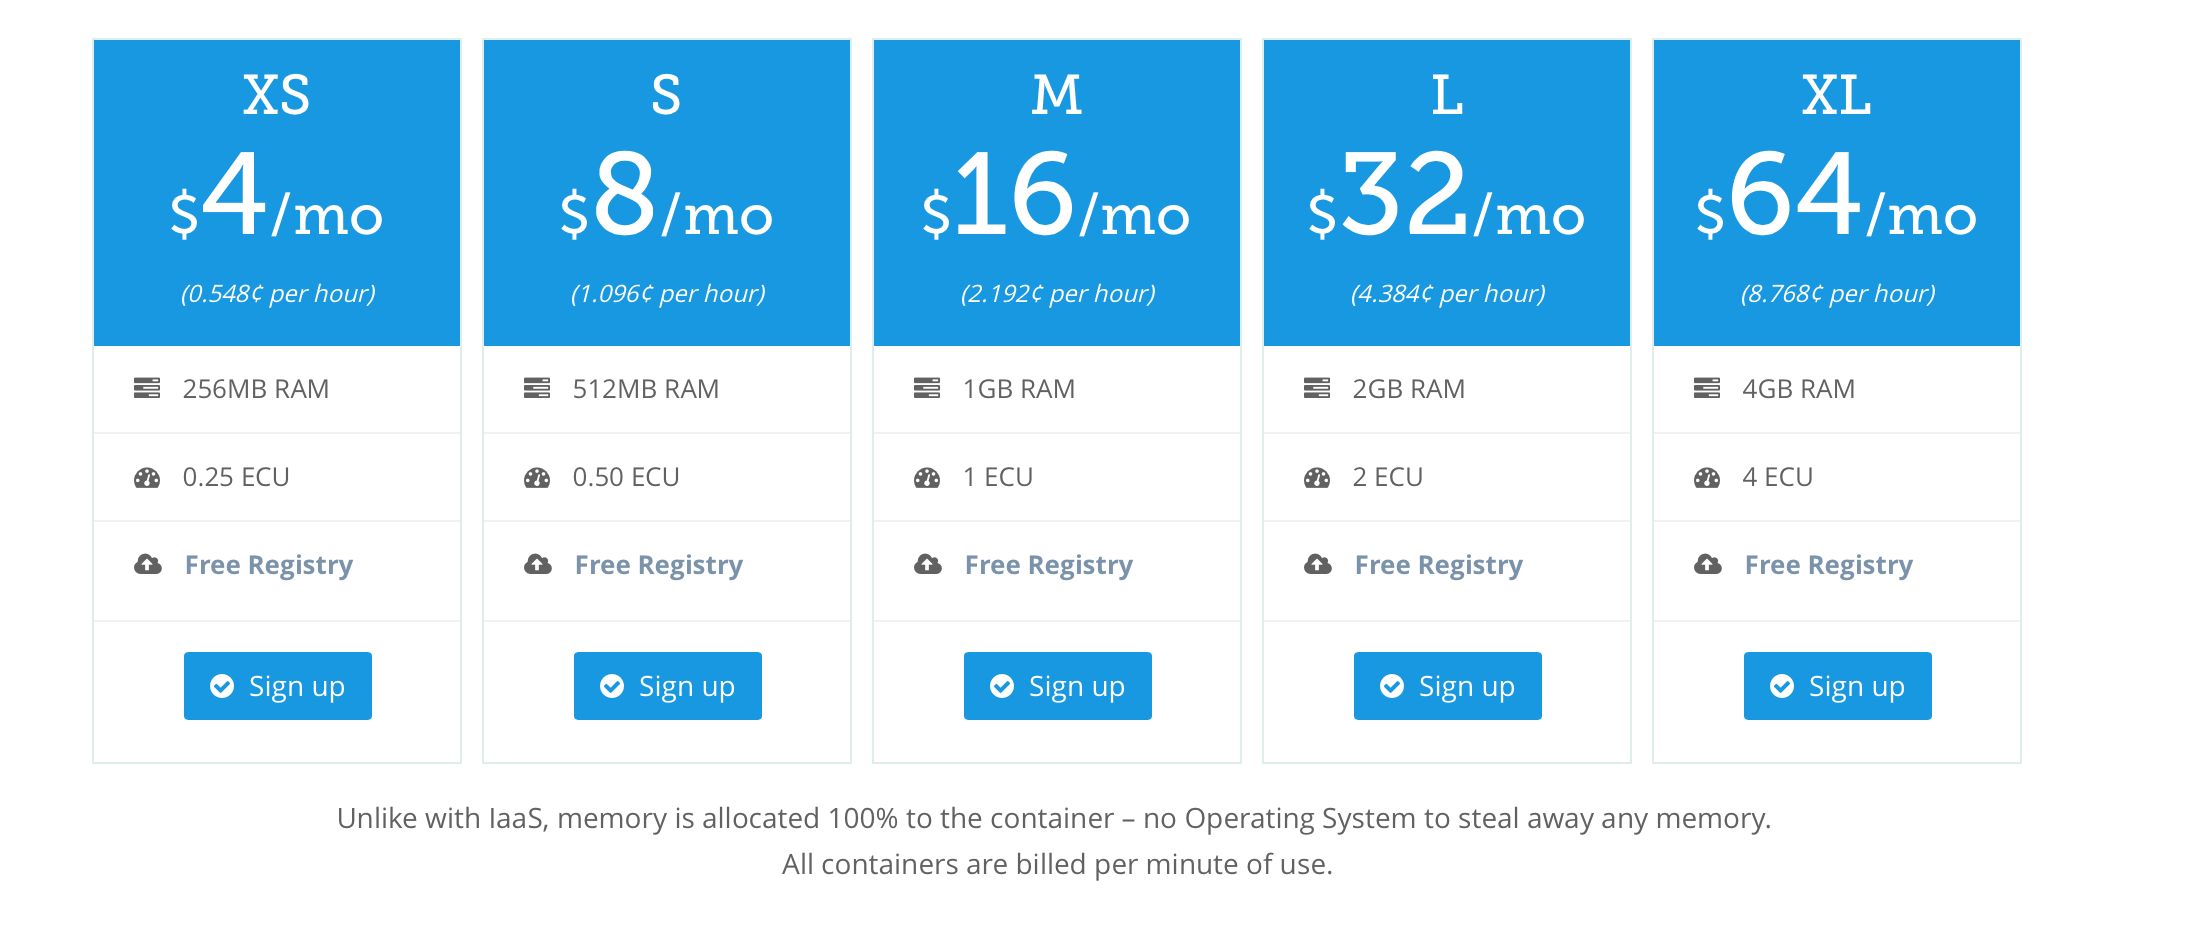 XS
$4/mo
(0.548¢ per hour)
256MB RAM
0.25 ECU
Free Registry
Sign up
S
$8/mo
(1.096¢ per hour)
512MB RAM
0.50 ECU
Free Registry
Sign up
M
$16/mo
(2.192¢ per hour)
1GB RAM
1 ECU
Free Registry
Sign up
L
$32/mo
(4.384¢ per hour)
2GB RAM
2 ECU
Free Registry
Sign up
XL
$64/mo
(8.768¢ per hour)
4GB RAM
4 ECU
Free Registry
Sign up
Unlike with IaaS, memory is allocated 100% to the container – no Operating System to steal away any memory.
All containers are billed per minute of use.